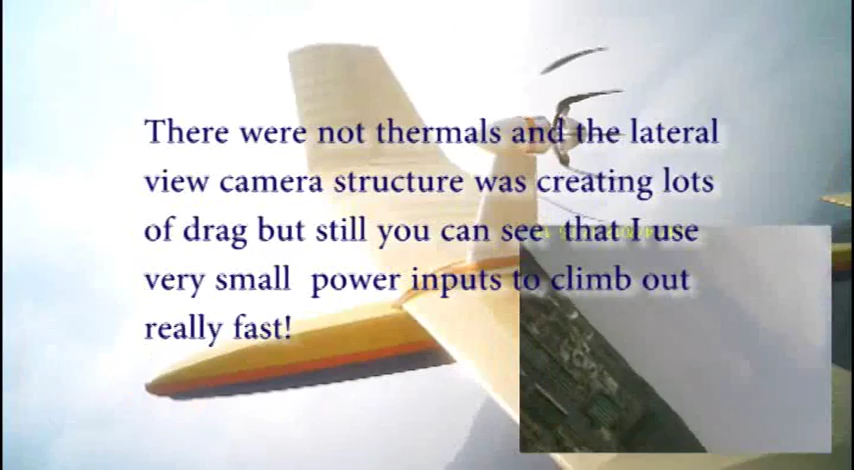 There were not thermals and the lateral
view camera structure was creating lots
of drag but still you can see  that I use
very small  power inputs to climb out
really fast!